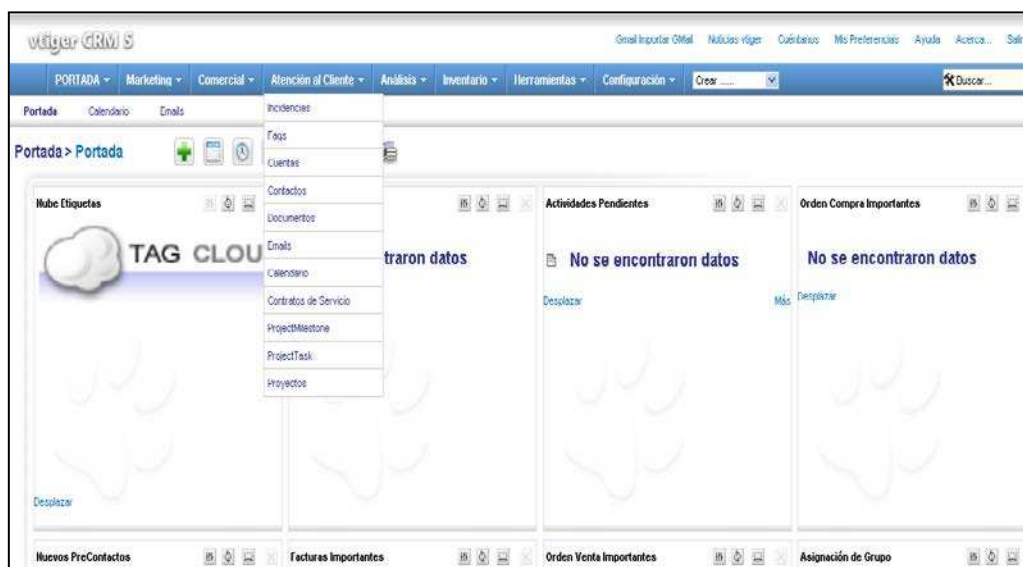 vtiger CRM 5
Gmail Importar GMail Noticias vtiger Cuéntanos Mis Preferencias Ayuda Acerca... Salir
PORTADA Marketing Comercial Atención al Cliente Análisis Inventario Herramientas Configuración Crear ...... Buscar...
Portada Calendario Emails
Incidencias
Faqs
Cuentas
Contactos
Documentos
Emails
Calendario
Contratos de Servicio
ProjectMilestone
ProjectTask
Proyectos
Portada > Portada
Nube Etiquetas
TAG CLOU
Desplazar
traron datos
Actividades Pendientes
No se encontraron datos
Desplazar Más
Orden Compra Importantes
No se encontraron datos
Desplazar
Nuevos PreContactos
Facturas Importantes
Orden Venta Importantes
Asignación de Grupo